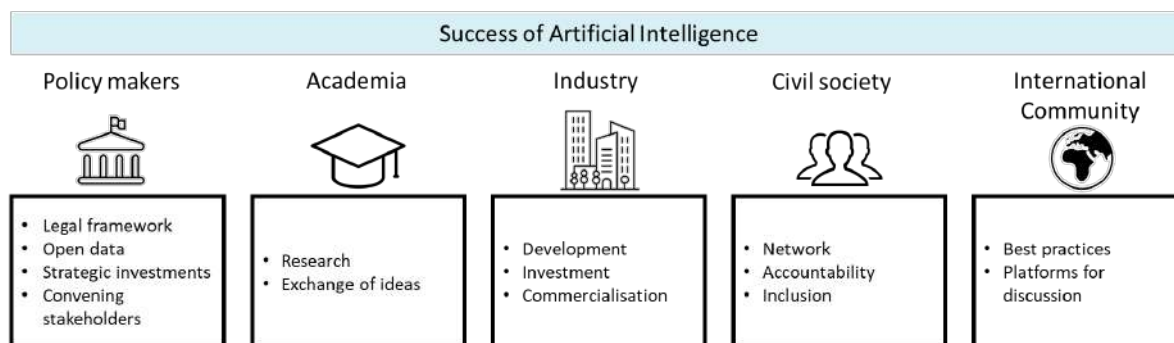 Success of Artificial Intelligence
Policy makers
Academia
Industry
Civil society
International
Community
• Legal framework
• Open data
• Strategic investments
• Convening
stakeholders
• Research
• Exchange of ideas
• Development
• Investment
• Commercialisation
• Network
• Accountability
• Inclusion
• Best practices
• Platforms for
discussion